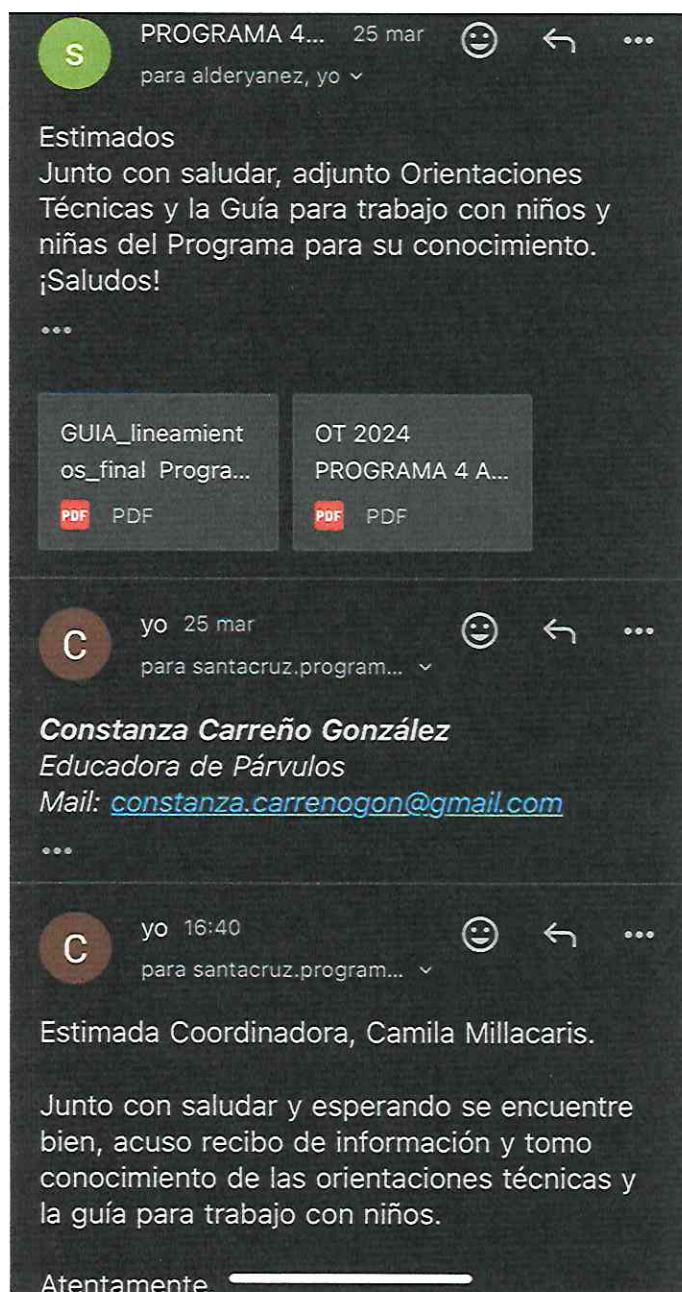 S
PROGRAMA 4... 25 mar
para alderyanez, yo
Estimados
Junto con saludar, adjunto Orientaciones
Técnicas y la Guía para trabajo con niños y
niñas del Programa para su conocimiento.
¡Saludos!
GUIA_lineamient
os_final Progra...
PDF PDF
OT 2024
PROGRAMA 4 A...
PDF PDF
C
yo 25 mar
para santacruz.program...
Constanza Carreño González
Educadora de Párvulos
Mail: constanza.carrenogon@gmail.com
C
yo 16:40
para santacruz.program...
Estimada Coordinadora, Camila Millacaris.
Junto con saludar y esperando se encuentre
bien, acuso recibo de información y tomo
conocimiento de las orientaciones técnicas y
la guía para trabajo con niños.
Atentamente,